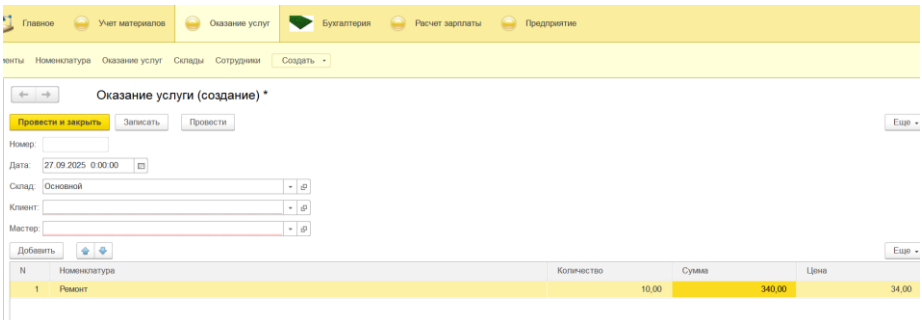 Главное Учет материалов Оказание услуг Бухгалтерия Расчет зарплаты Предприятие
Номенклатура Оказание услуг Склады Сотрудники Создать
Оказание услуги (создание) *
Провести и закрыть Записать Провести Еще
Номер:
Дата: 27.09.2025 0:00:00
Склад: Основной
Клиент:
Мастер:
Добавить Еще
N Номенклатура Количество Сумма Цена
1 Ремонт 10,00 340,00 34,00